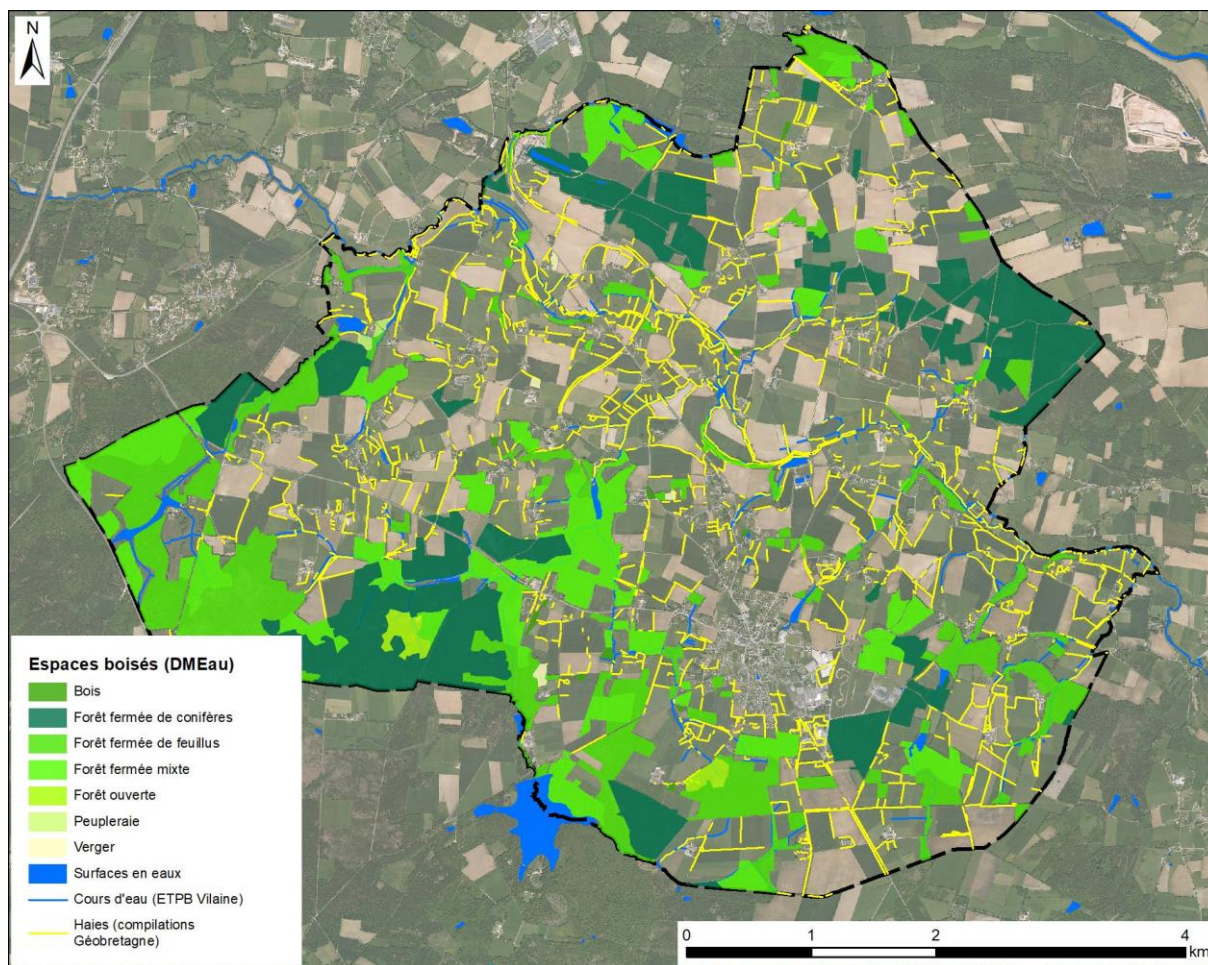 N
Espaces boisés (DMEau)
Bois
Forêt fermée de conifères
Forêt fermée de feuillus
Forêt fermée mixte
Forêt ouverte
Peupleraie
Verger
Surfaces en eaux
Cours d'eau (ETPB Vilaine)
Haies (compilations
Géobretagne)
0 1 2 4
km